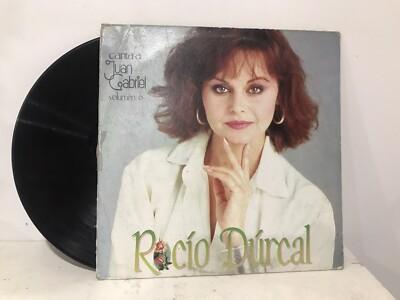 canta a
Juan
Gabriel
volumen 6
Rocío Dúrcal